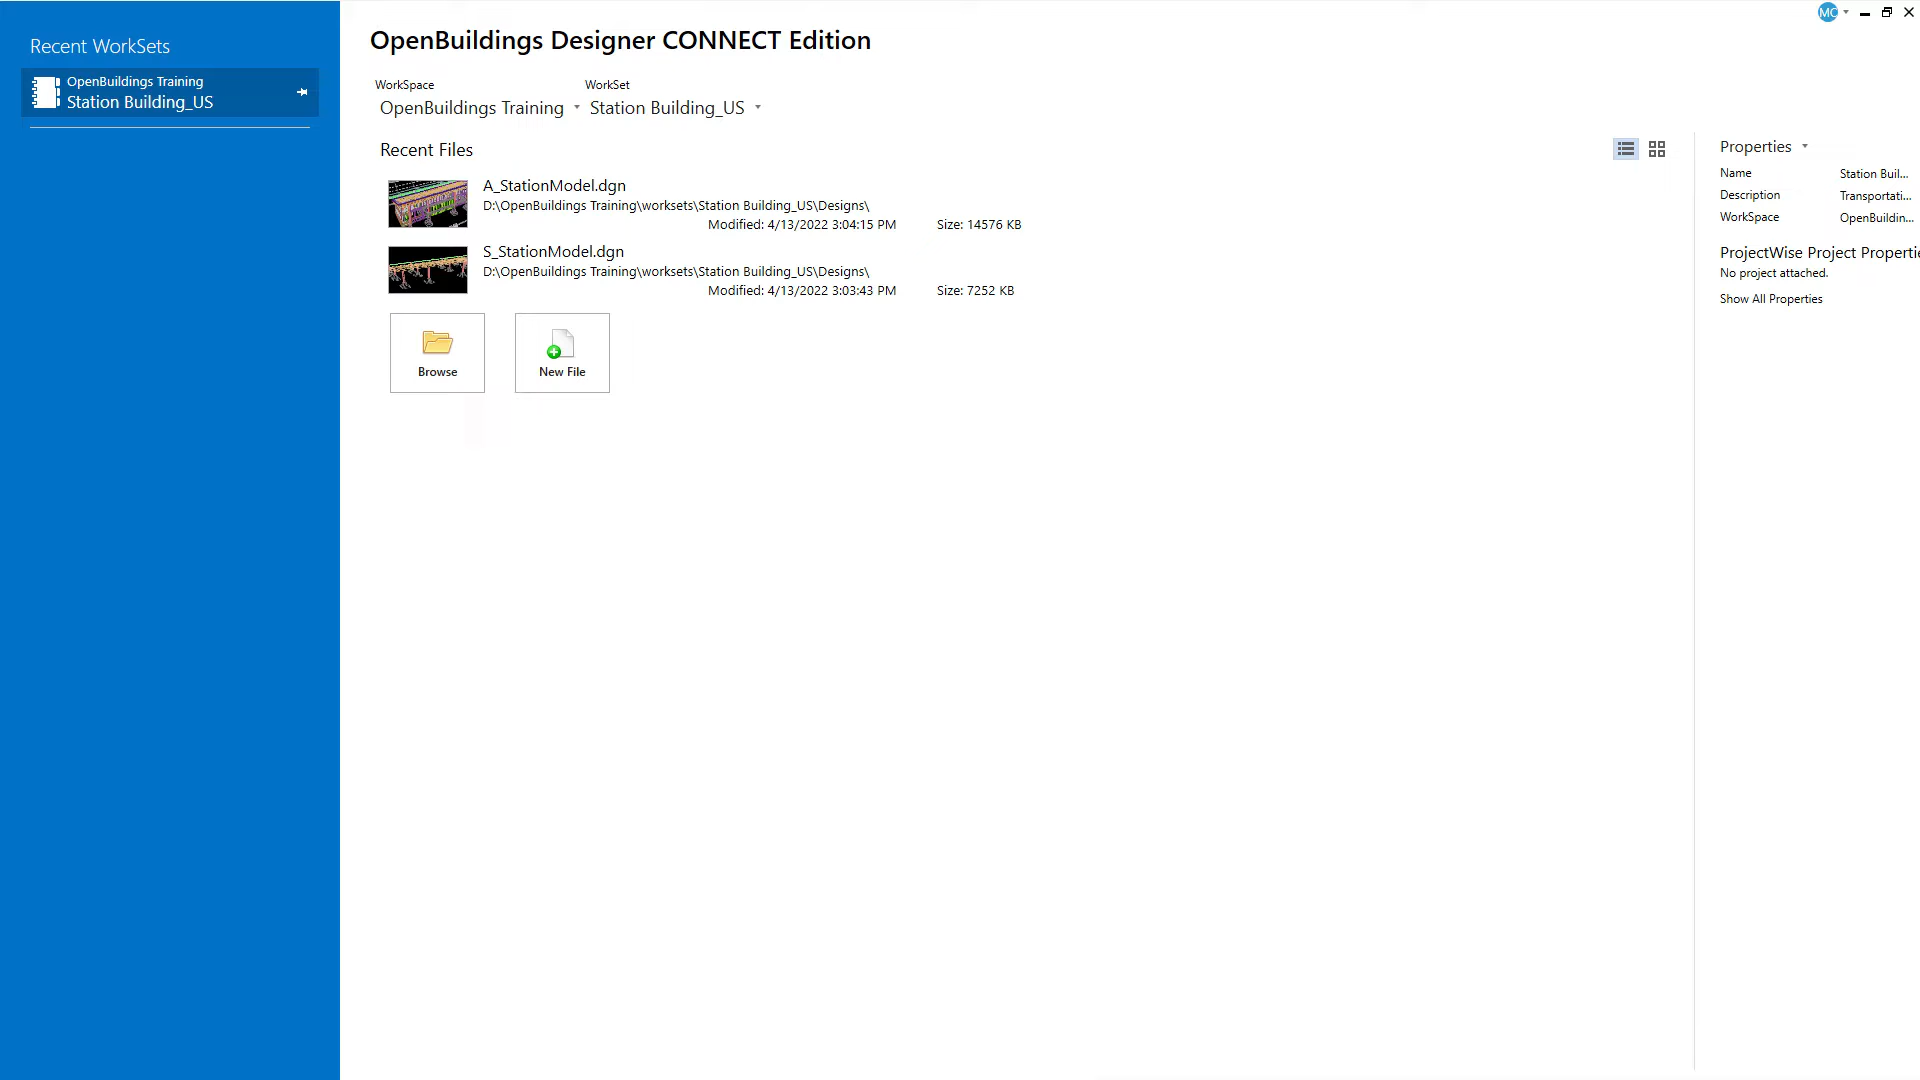 MC
Recent WorkSets
OpenBuildings Training
Station Building_US
OpenBuildings Designer CONNECT Edition
WorkSpace
WorkSet
OpenBuildings Training
Station Building_US
Recent Files
A_StationModel.dgn
D:\OpenBuildings Training\worksets\Station Building_US\Designs\
Modified: 4/13/2022 3:04:15 PM
Size: 14576 KB
S_StationModel.dgn
D:\OpenBuildings Training\worksets\Station Building_US\Designs\
Modified: 4/13/2022 3:03:43 PM
Size: 7252 KB
Browse
New File
Properties
Name
Station Buil...
Description
Transportati...
WorkSpace
OpenBuildin...
ProjectWise Project Propertie
No project attached.
Show All Properties